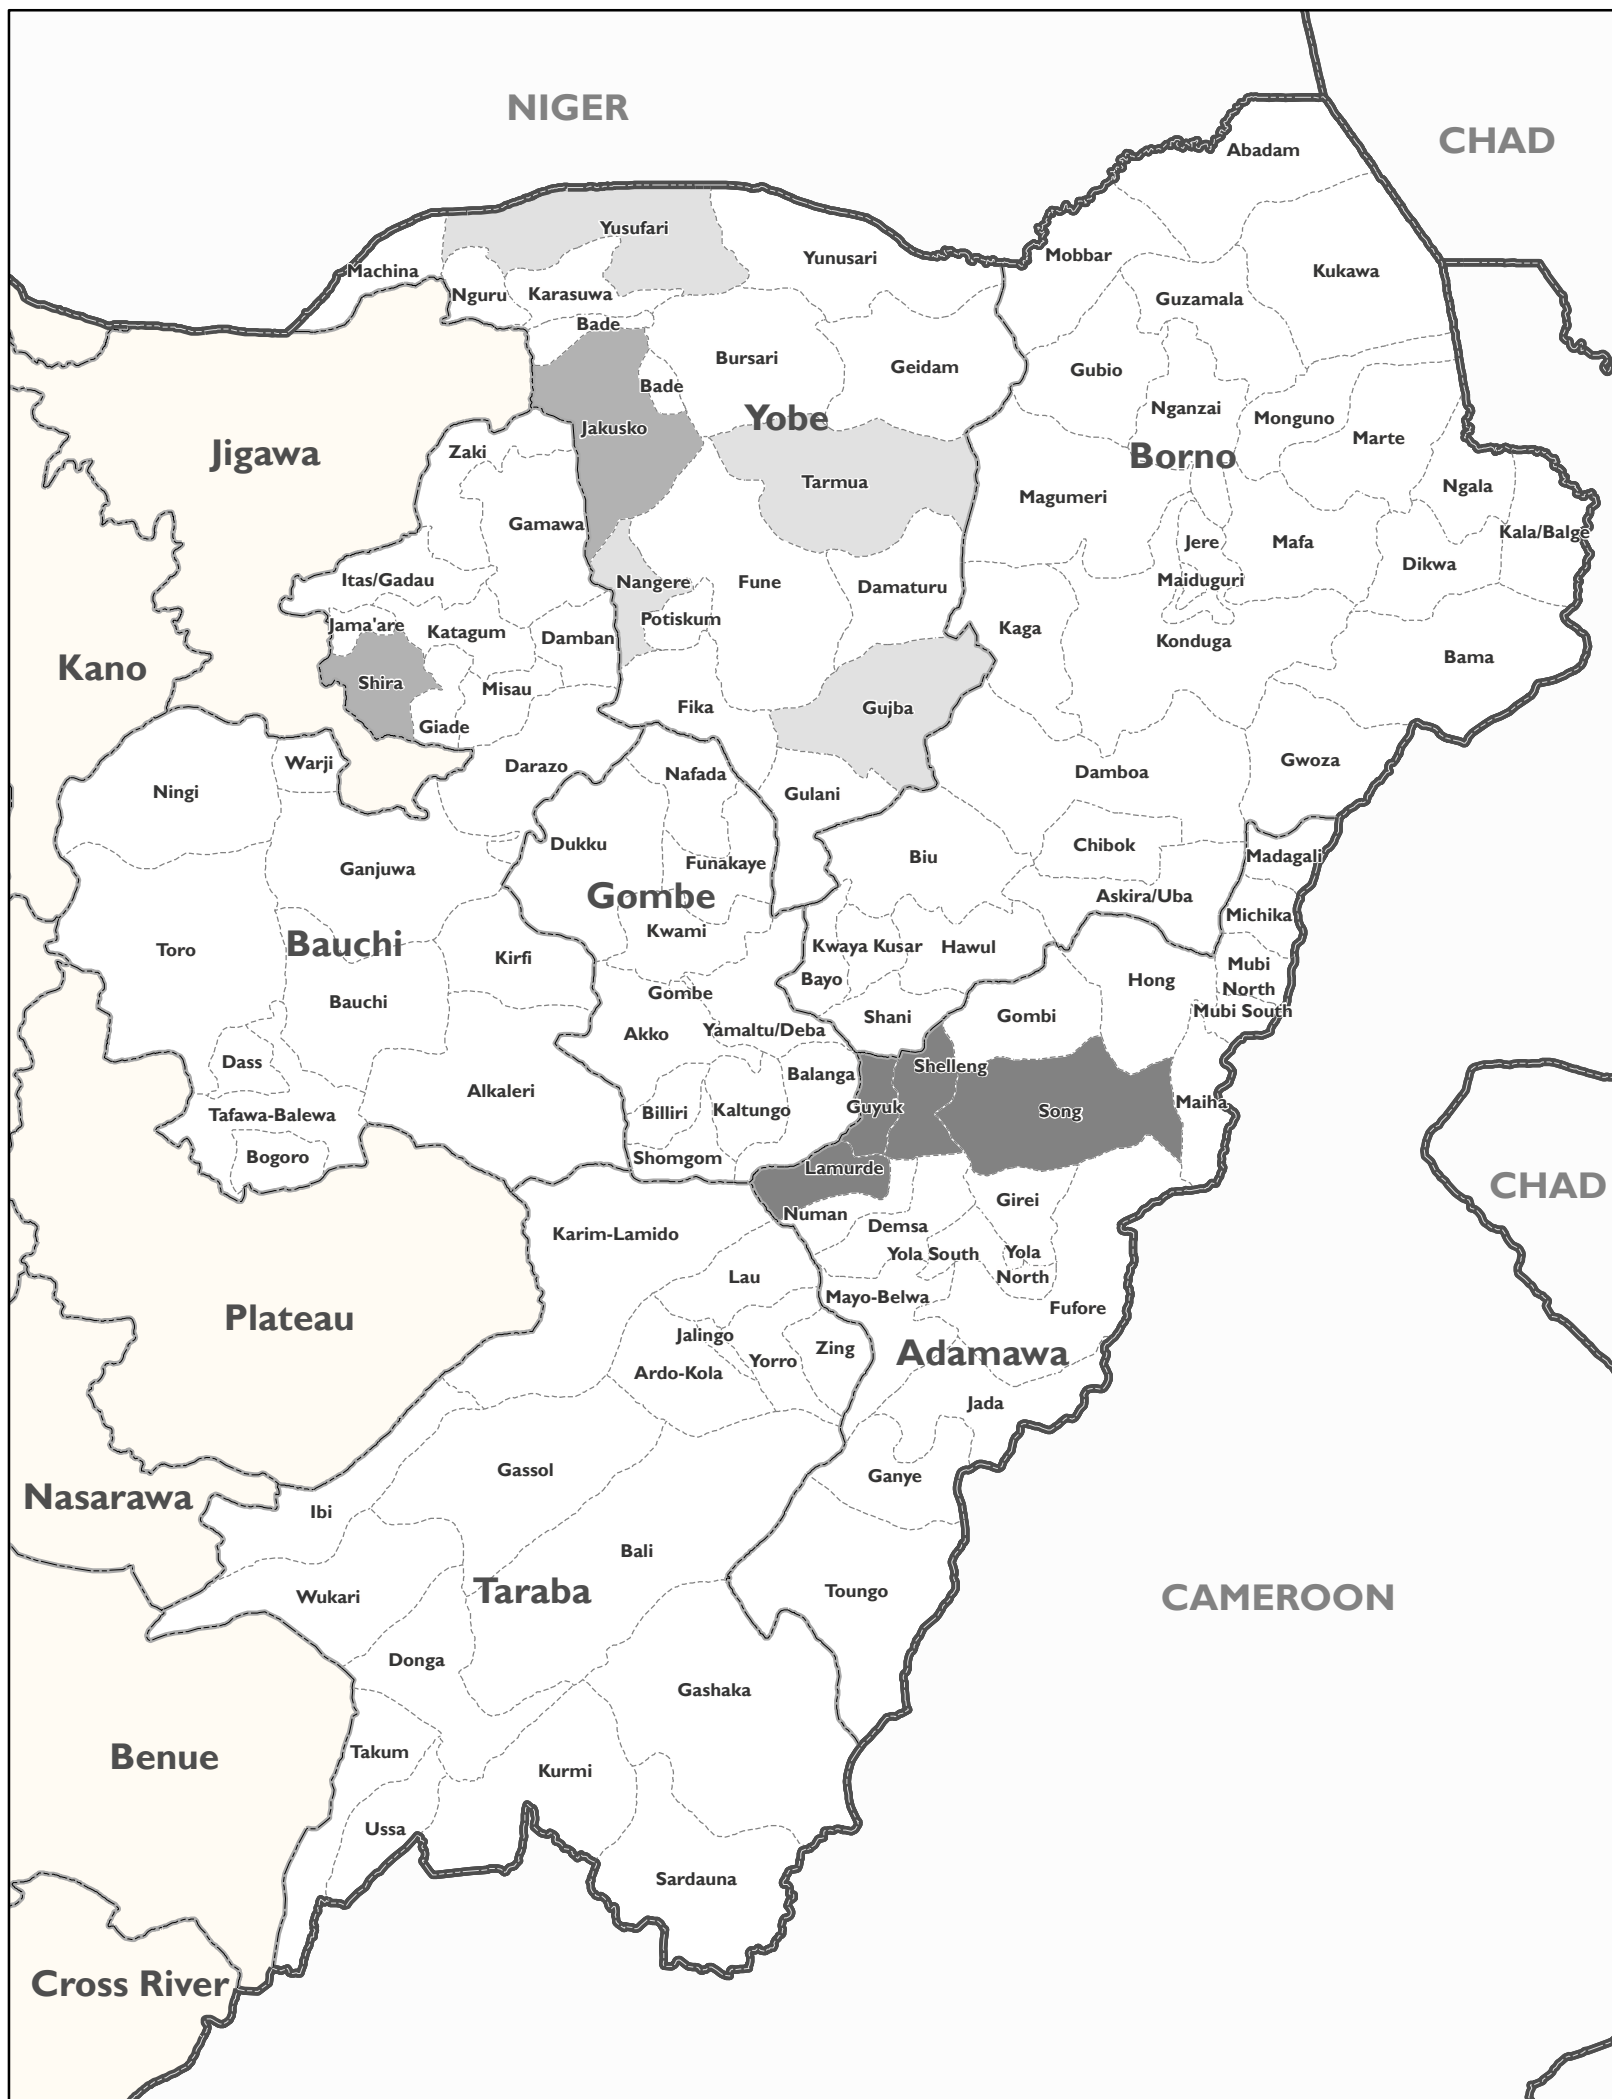 NIGER
CHAD
Abadam
Yusufari
Yunusari
Mobbar
Machina
Kukawa
Nguru
Karasuwa
Guzamala
Bade
Bursari
Geidam
Gubio
Bade
Nganzai
Monguno
Yobe
Jakusko
Marte
Jigawa
Zaki
Borno
Tarmua
Magumeri
Ngala
Gamawa
Kala/Balge
Jere
Mafa
Dikwa
Itas/Gadau
Nangere
Fune
Damaturu
Maiduguri
Jama'are
Katagum
Damban
Potiskum
Kaga
Konduga
Kano
Bama
Shira
Misau
Fika
Gujba
Giade
Warji
Darazo
Nafada
Damboa
Gwoza
Ningi
Gulani
Dukku
Chibok
Funakaye
Biu
Madagali
Ganjuwa
Gombe
Askira/Uba
Michika
Kwami
Bauchi
Toro
Kirfi
Kwaya Kusar
Hawul
Mubi
North
Bayo
Hong
Gombe
Bauchi
Mubi South
Shani
Gombi
Akko
Yamaltu/Deba
Dass
Shelleng
Balanga
Alkaleri
Guyuk
Song
Maiha
Billiri
Kaltungo
Tafawa-Balewa
Bogoro
Shomgom
Lamurde
CHAD
Girei
Numan
Demsa
Karim-Lamido
Yola South
Yola
North
Lau
Mayo-Belwa
Fufore
Plateau
Jalingo
Zing
Adamawa
Yorro
Ardo-Kola
Jada
Gassol
Ganye
Nasarawa
Ibi
Bali
Toungo
Taraba
Wukari
CAMEROON
Donga
Gashaka
Benue
Takum
Kurmi
Ussa
Sardauna
Cross River